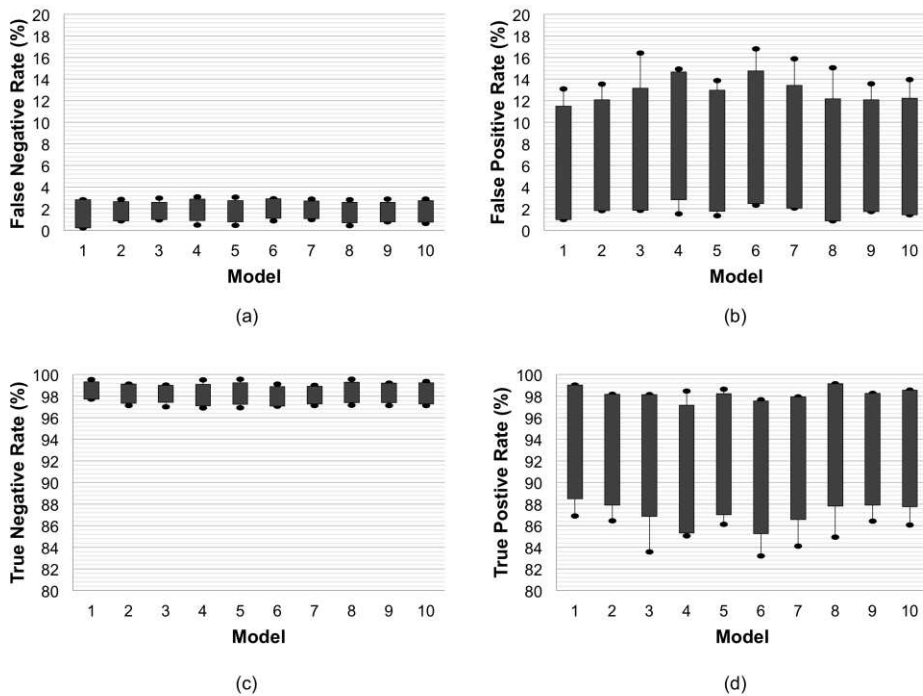 False Negative Rate (%)
20
18
16
14
12
10
8
6
4
2
0
1 2 3 4 5 6 7 8 9 10
Model
(a)
False Positive Rate (%)
20
18
16
14
12
10
8
6
4
2
0
1 2 3 4 5 6 7 8 9 10
Model
(b)
True Negative Rate (%)
100
98
96
94
92
90
88
86
84
82
80
1 2 3 4 5 6 7 8 9 10
Model
(c)
True Postive Rate (%)
100
98
96
94
92
90
88
86
84
82
80
1 2 3 4 5 6 7 8 9 10
Model
(d)